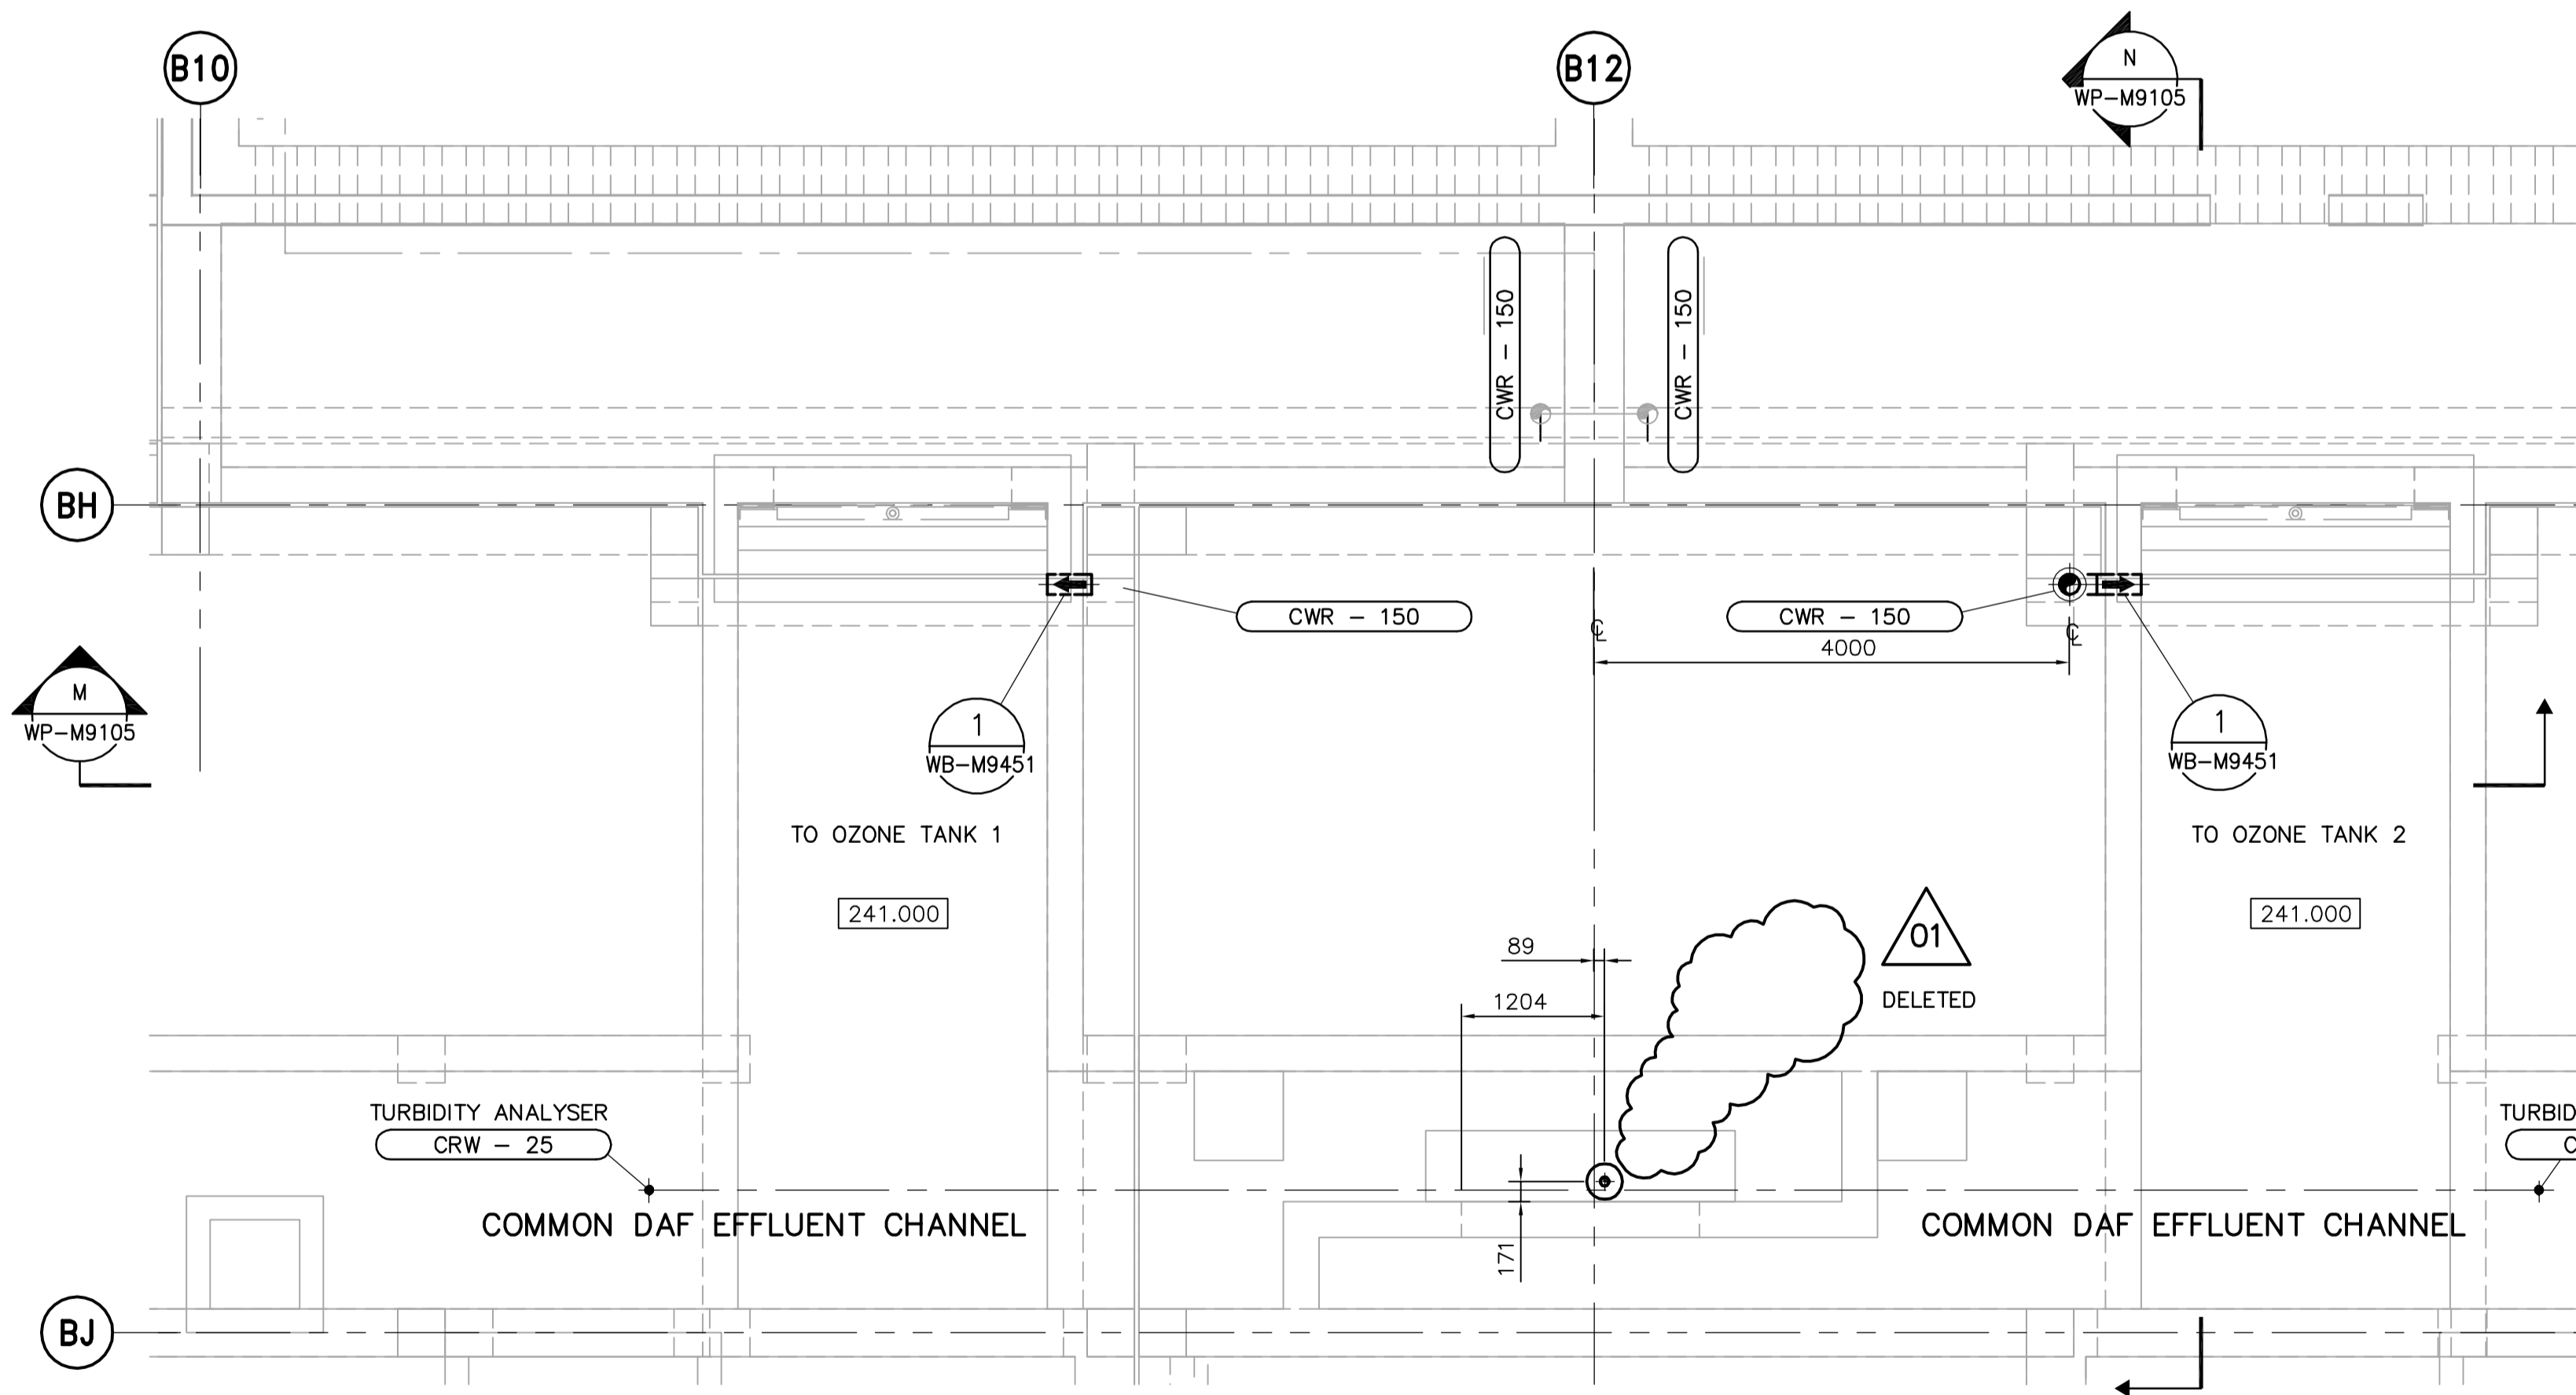 B10
B12
N
WP-M9105
CWR - 150
CWR - 150
BH
CWR - 150
CWR - 150
℄
℄
4000
M
WP-M9105
1
WB-M9451
1
WB-M9451
TO OZONE TANK 1
TO OZONE TANK 2
241.000
241.000
89
01
1204
DELETED
TURBIDITY ANALYSER
CRW - 25
TURBID
C
COMMON DAF EFFLUENT CHANNEL
COMMON DAF EFFLUENT CHANNEL
171
BJ